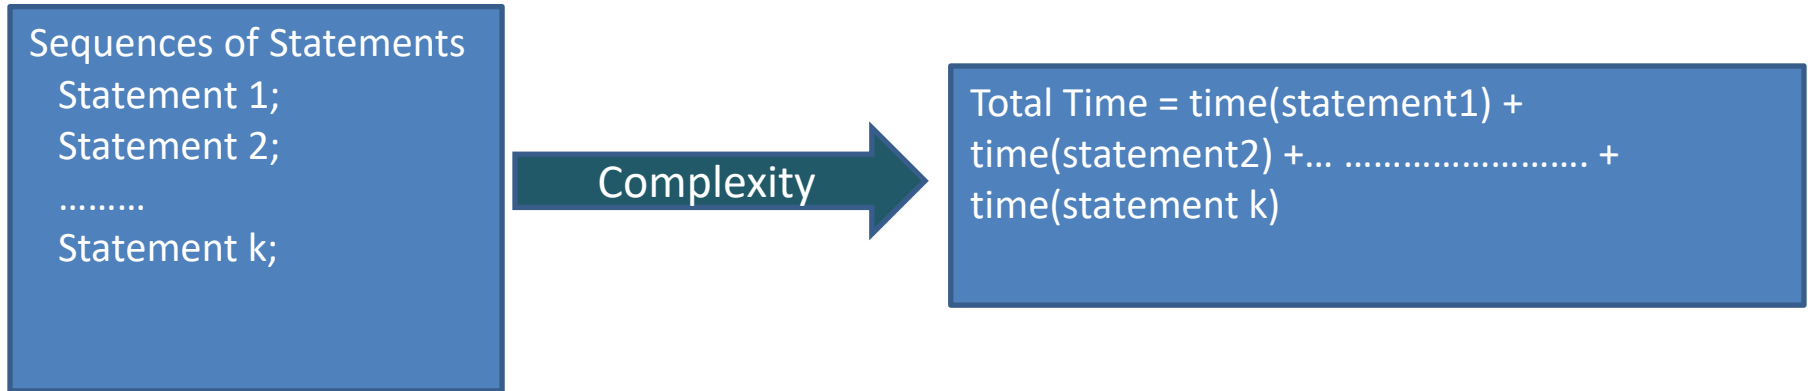 Sequences of Statements
Statement 1;
Statement 2;
………
Statement k;
Complexity
Total Time = time(statement1) +
time(statement2) +… ……………………. +
time(statement k)